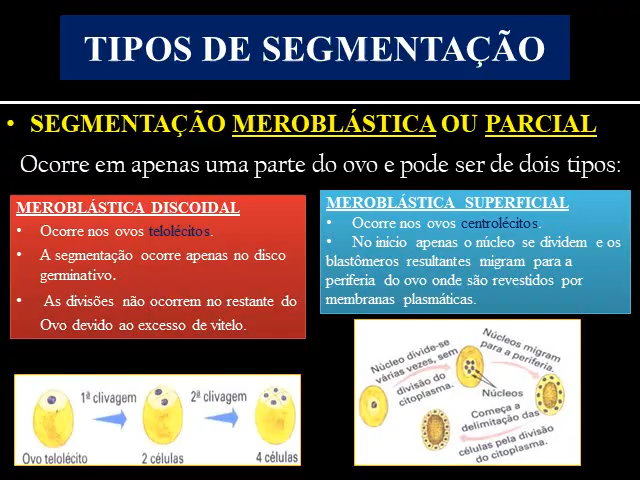 TIPOS DE SEGMENTAÇÃO
• SEGMENTAÇÃO MEROBLÁSTICA OU PARCIAL
Ocorre em apenas uma parte do ovo e pode ser de dois tipos:
MEROBLÁSTICA DISCOIDAL
• Ocorre nos ovos telolécitos.
• A segmentação ocorre apenas no disco
germinativo.
• As divisões não ocorrem no restante do
Ovo devido ao excesso de vitelo.
MEROBLÁSTICA SUPERFICIAL
• Ocorre nos ovos centrolécitos.
• No início apenas o núcleo se dividem e os
blastômeros resultantes migram para a
periferia do ovo onde são revestidos por
membranas plasmáticas.
1ª clivagem
2ª clivagem
Ovo telolécito
2 células
4 células
Núcleo divide-se
várias vezes, sem
divisão do
citoplasma.
Núcleos migram
para a periferia.
Núcleos
Começa a
delimitação das
células pela divisão
do citoplasma.